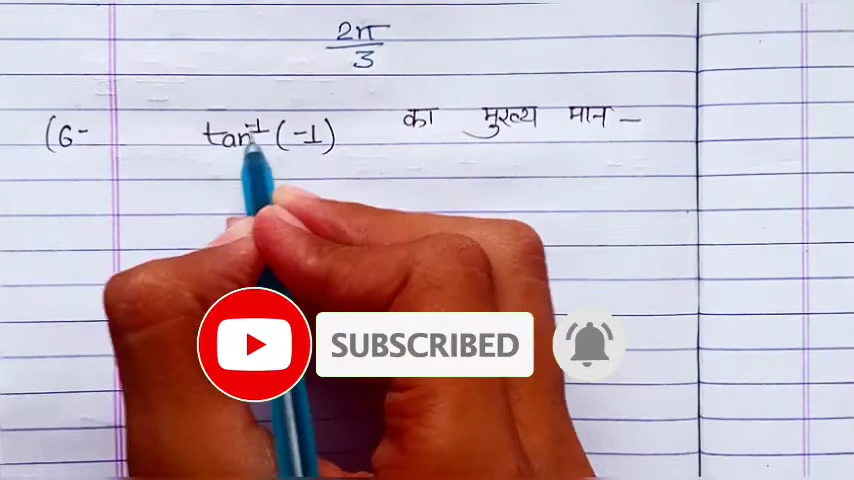 2π
3
(6- tan⁻¹(-1) का मुख्य मान –
SUBSCRIBED